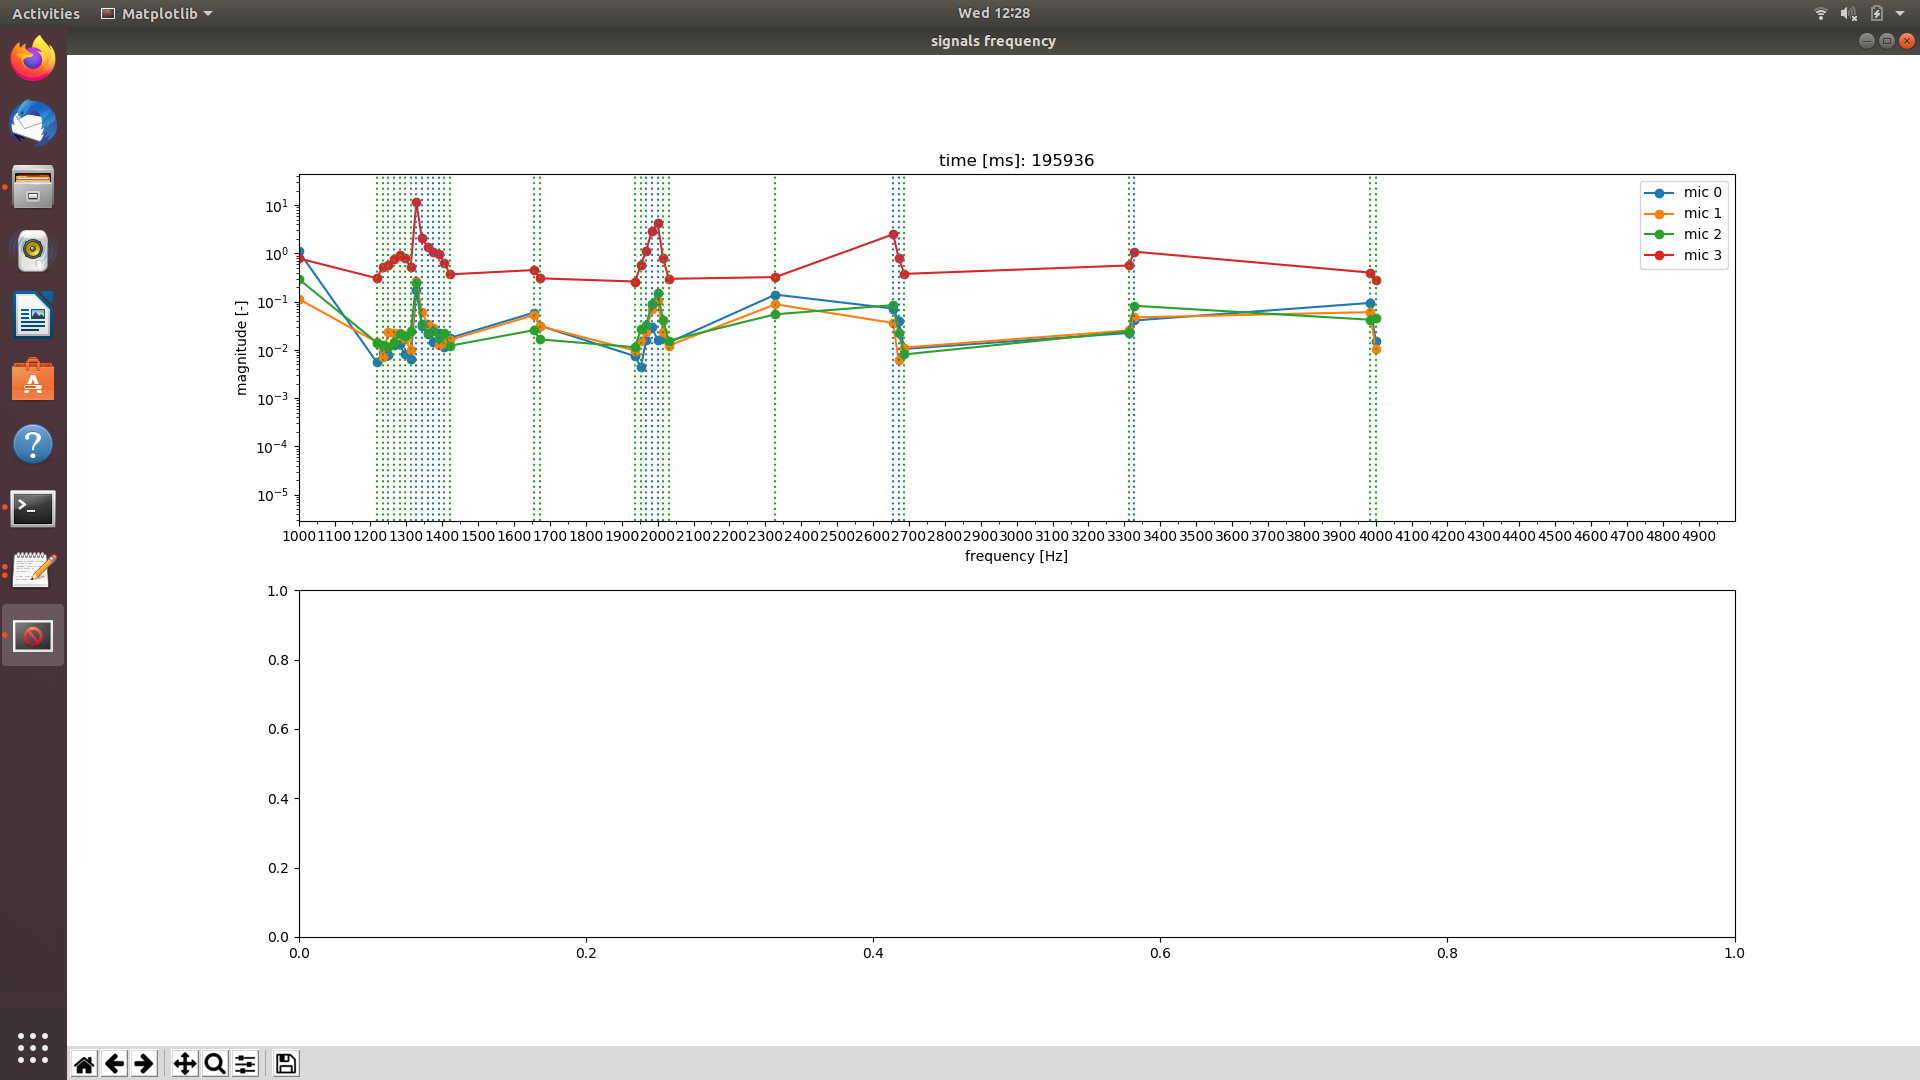 Activities Matplotlib Wed 12:28
signals frequency
time [ms]: 195936
mic 0
mic 1
mic 2
mic 3
magnitude [-]
10¹
10⁰
10⁻¹
10⁻²
10⁻³
10⁻⁴
10⁻⁵
1000 1100 1200 1300 1400 1500 1600 1700 1800 1900 2000 2100 2200 2300 2400 2500 2600 2700 2800 2900 3000 3100 3200 3300 3400 3500 3600 3700 3800 3900 4000 4100 4200 4300 4400 4500 4600 4700 4800 4900
frequency [Hz]
1.0
0.8
0.6
0.4
0.2
0.0
0.0 0.2 0.4 0.6 0.8 1.0